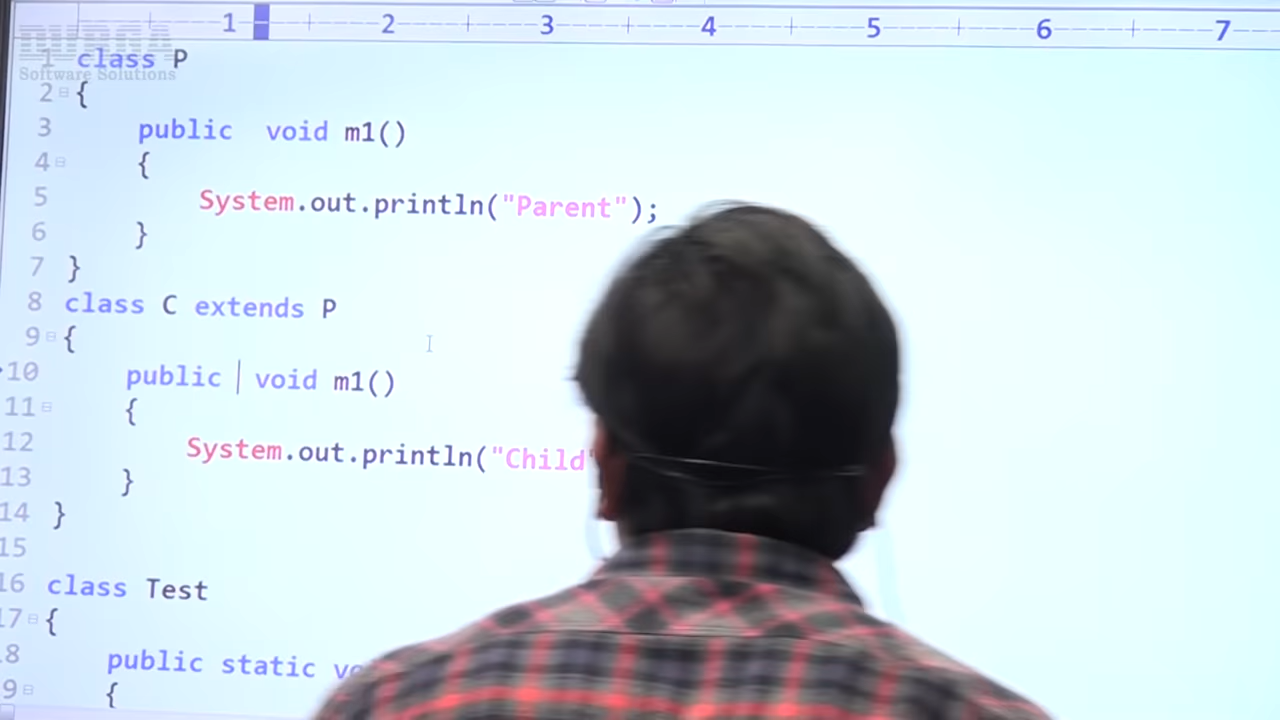 1 2 3 4 5 6 7
Software Solutions
1 class P
2 {
3 public void m1()
4 {
5 System.out.println("Parent");
6 }
7 }
8 class C extends P
9 {
10 public void m1()
11 {
12 System.out.println("Child"
13 }
14 }
15
16 class Test
17 {
8 public static
9 {